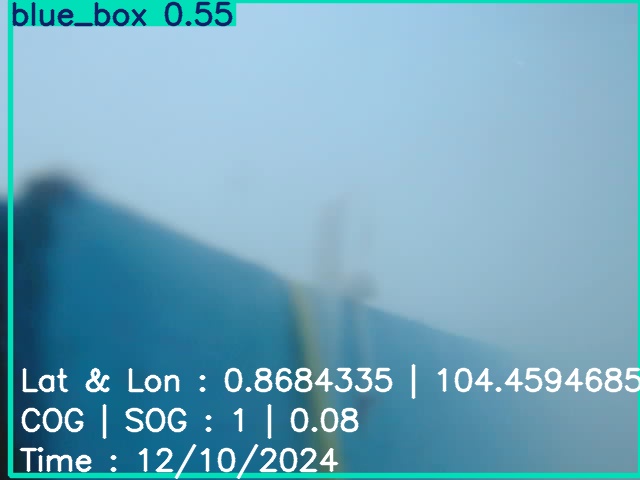 blue_box 0.55
Lat & Lon : 0.8684335 | 104.4594685
COG | SOG : 1 | 0.08
Time : 12/10/2024